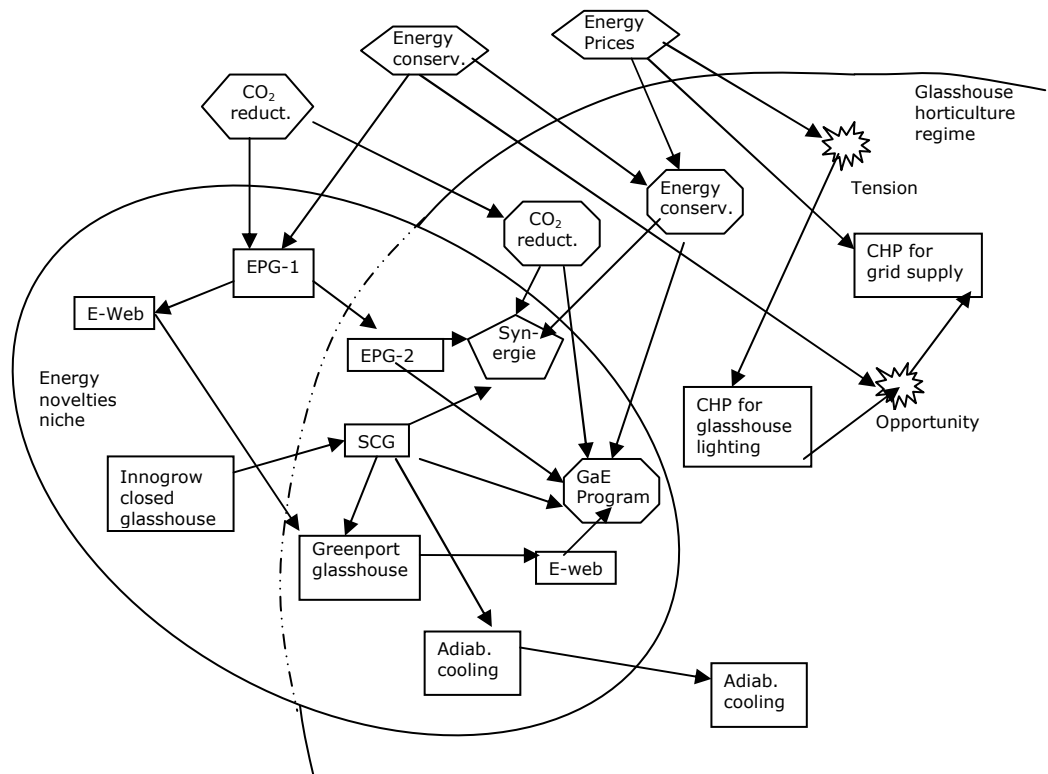 Energy
Prices
Energy
conserv.
CO₂
reduct.
Glasshouse
horticulture
regime
Tension
Energy
conserv.
CO₂
reduct.
CHP for
grid supply
EPG-1
E-Web
EPG-2
Syn-
ergie
Energy
novelties
niche
CHP for
glasshouse
lighting
Opportunity
SCG
Innogrow
closed
glasshouse
GaE
Program
Greenport
glasshouse
E-web
Adiab.
cooling
Adiab.
cooling